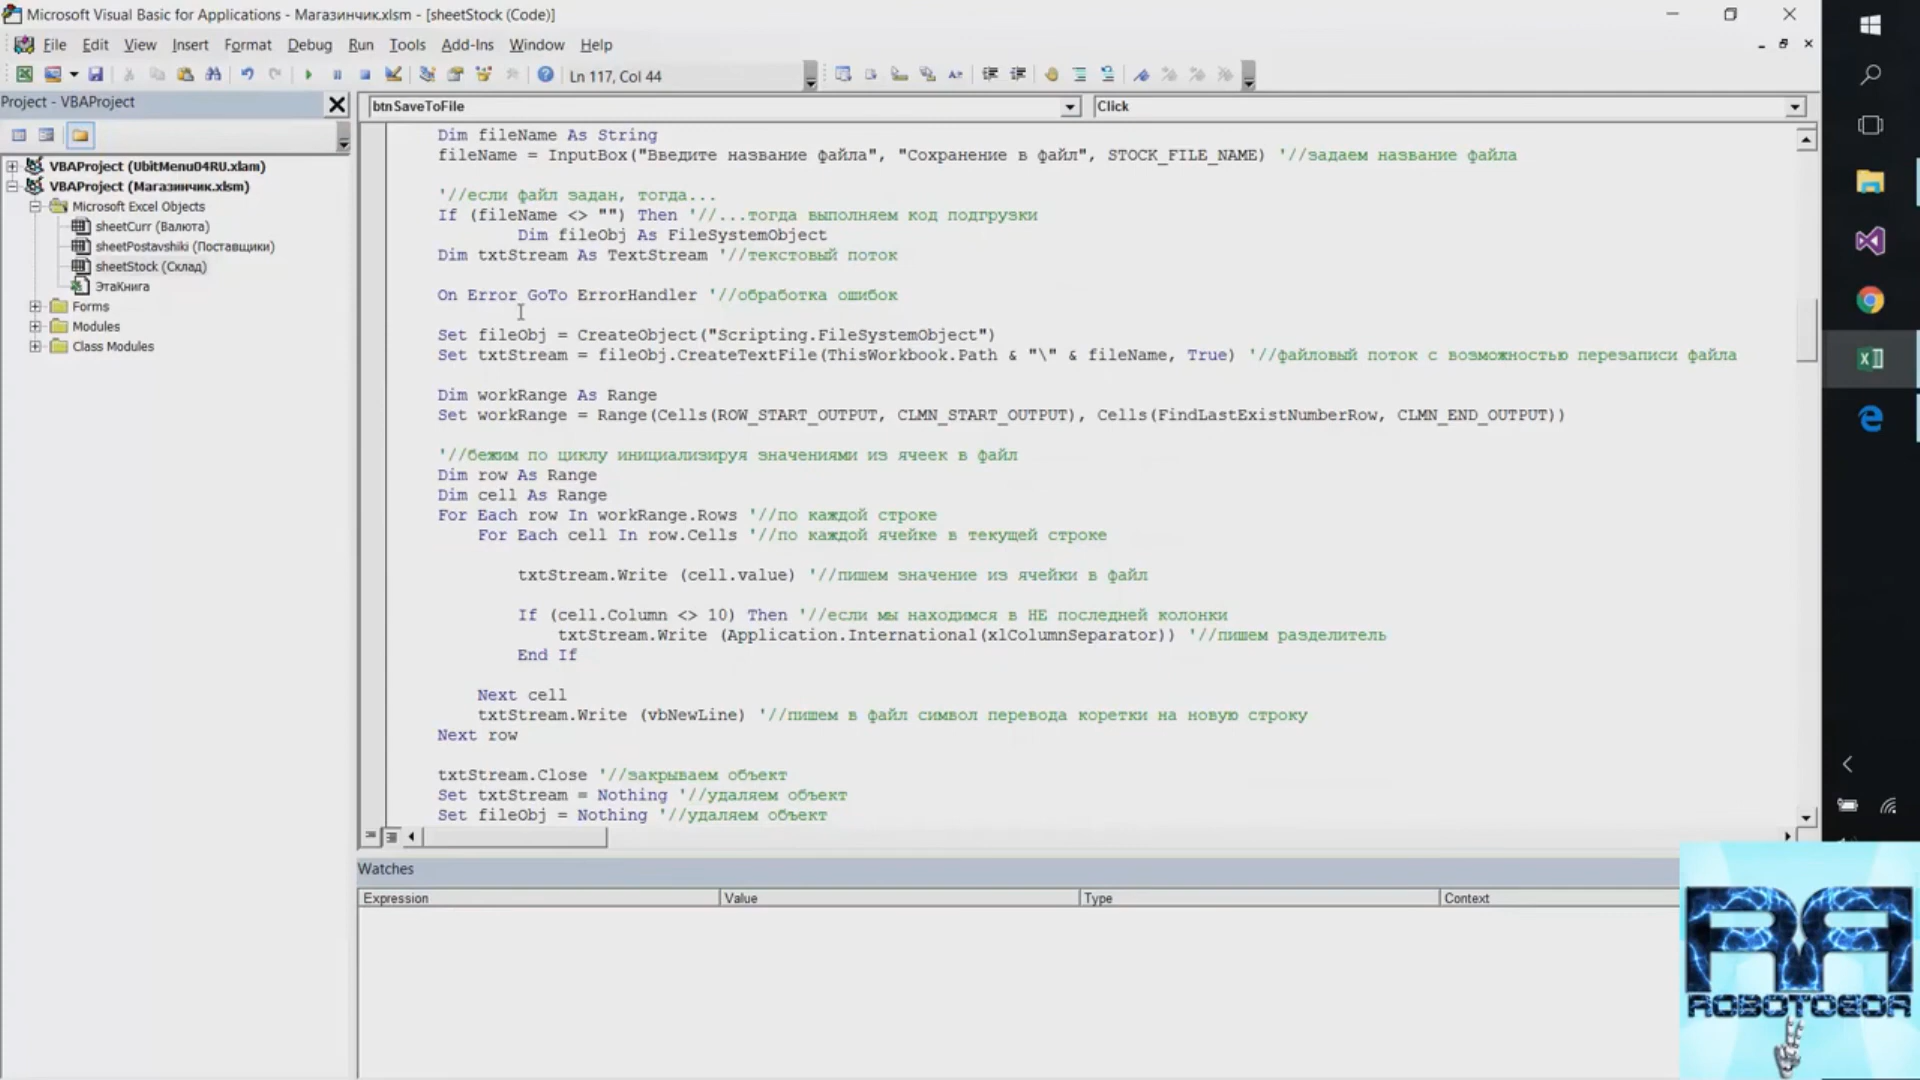 Microsoft Visual Basic for Applications - Магазинчик.xlsm - [sheetStock (Code)]
File Edit View Insert Format Debug Run Tools Add-Ins Window Help
Ln 117, Col 44
Project - VBAProject
btnSaveToFile
Click
VBAProject (UbitMenu04RU.xlam)
VBAProject (Магазинчик.xlsm)
Microsoft Excel Objects
sheetCurr (Валюта)
sheetPostavshiki (Поставщики)
sheetStock (Склад)
ЭтаКнига
Forms
Modules
Class Modules
Dim fileName As String
fileName = InputBox("Введите название файла", "Сохранение в файл", STOCK_FILE_NAME) '//задаем название файла
'//если файл задан, тогда...
If (fileName <> "") Then '//...тогда выполняем код подгрузки
Dim fileObj As FileSystemObject
Dim txtStream As TextStream '//текстовый поток
On Error GoTo ErrorHandler '//обработка ошибок
Set fileObj = CreateObject("Scripting.FileSystemObject")
Set txtStream = fileObj.CreateTextFile(ThisWorkbook.Path & "\" & fileName, True) '//файловый поток с возможностью перезаписи файла
Dim workRange As Range
Set workRange = Range(Cells(ROW_START_OUTPUT, CLMN_START_OUTPUT), Cells(FindLastExistNumberRow, CLMN_END_OUTPUT))
'//бежим по циклу инициализируя значениями из ячеек в файл
Dim row As Range
Dim cell As Range
For Each row In workRange.Rows '//по каждой строке
For Each cell In row.Cells '//по каждой ячейке в текущей строке
txtStream.Write (cell.value) '//пишем значение из ячейки в файл
If (cell.Column <> 10) Then '//если мы находимся в НЕ последней колонки
txtStream.Write (Application.International(xlColumnSeparator)) '//пишем разделитель
End If
Next cell
txtStream.Write (vbNewLine) '//пишем в файл символ перевода коретки на новую строку
Next row
txtStream.Close '//закрываем объект
Set txtStream = Nothing '//удаляем объект
Set fileObj = Nothing '//удаляем объект
Watches
Expression Value Type Context
ROBOTOBOR